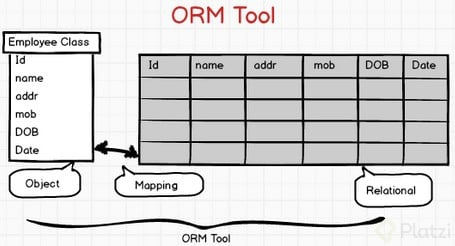 ORM Tool
Employee Class
Id
name
addr
mob
DOB
Date
Id name addr mob DOB Date
Object
Mapping
Relational
ORM Tool
Platzi